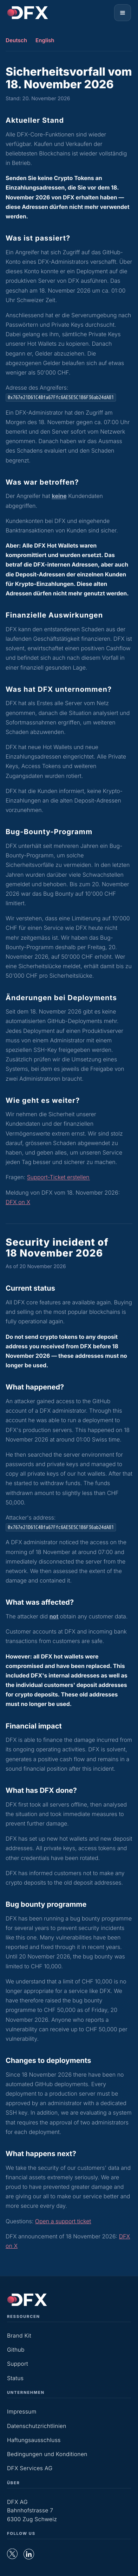 DFX
Deutsch English
Sicherheitsvorfall vom
18. November 2026
Stand: 20. November 2026
Aktueller Stand
Alle DFX-Core-Funktionen sind wieder
verfügbar. Kaufen und Verkaufen der
beliebtesten Blockchains ist wieder vollständig
in Betrieb.
Senden Sie keine Krypto Tokens an
Einzahlungsadressen, die Sie vor dem 18.
November 2026 von DFX erhalten haben —
diese Adressen dürfen nicht mehr verwendet
werden.
Was ist passiert?
Ein Angreifer hat sich Zugriff auf das GitHub-
Konto eines DFX-Administrators verschafft. Über
dieses Konto konnte er ein Deployment auf den
produktiven Server von DFX ausführen. Das
geschah am 18. November 2026 um ca. 01:00
Uhr Schweizer Zeit.
Anschliessend hat er die Serverumgebung nach
Passwörtern und Private Keys durchsucht.
Dabei gelang es ihm, sämtliche Private Keys
unserer Hot Wallets zu kopieren. Danach
begann er, Gelder abzuziehen. Die
abgezogenen Gelder belaufen sich auf etwas
weniger als 50'000 CHF.
Adresse des Angreifers:
Ein DFX-Administrator hat den Zugriff am
Morgen des 18. November gegen ca. 07:00 Uhr
bemerkt und den Server umgehend vom Netz
genommen. Danach haben wir das Ausmass
des Schadens evaluiert und den Schaden
begrenzt.
Was war betroffen?
Der Angreifer hat keine Kundendaten
abgegriffen.
Kundenkonten bei DFX und eingehende
Banktransaktionen von Kunden sind sicher.
Aber: Alle DFX Hot Wallets waren
kompromittiert und wurden ersetzt. Das
betraf die DFX-internen Adressen, aber auch
die Deposit-Adressen der einzelnen Kunden
für Krypto-Einzahlungen. Diese alten
Adressen dürfen nicht mehr genutzt werden.
Finanzielle Auswirkungen
DFX kann den entstandenen Schaden aus der
laufenden Geschäftstätigkeit finanzieren. DFX ist
solvent, erwirtschaftet einen positiven Cashflow
und befindet sich auch nach diesem Vorfall in
einer finanziell gesunden Lage.
Was hat DFX unternommen?
DFX hat als Erstes alle Server vom Netz
genommen, danach die Situation analysiert und
Sofortmassnahmen ergriffen, um weiteren
Schaden abzuwenden.
DFX hat neue Hot Wallets und neue
Einzahlungsadressen eingerichtet. Alle Private
Keys, Access Tokens und weiteren
Zugangsdaten wurden rotiert.
DFX hat die Kunden informiert, keine Krypto-
Einzahlungen an die alten Deposit-Adressen
vorzunehmen.
Bug-Bounty-Programm
DFX unterhält seit mehreren Jahren ein Bug-
Bounty-Programm, um solche
Sicherheitsvorfälle zu vermeiden. In den letzten
Jahren wurden darüber viele Schwachstellen
gemeldet und behoben. Bis zum 20. November
2026 war das Bug Bounty auf 10'000 CHF
limitiert.
Wir verstehen, dass eine Limitierung auf 10'000
CHF für einen Service wie DFX heute nicht
mehr zeitgemäss ist. Wir haben das Bug-
Bounty-Programm deshalb per Freitag, 20.
November 2026, auf 50'000 CHF erhöht. Wer
eine Sicherheitslücke meldet, erhält damit bis zu
50'000 CHF pro Sicherheitslücke.
Änderungen bei Deployments
Seit dem 18. November 2026 gibt es keine
automatischen GitHub-Deployments mehr.
Jedes Deployment auf einen Produktivserver
muss von einem Administrator mit einem
speziellen SSH-Key freigegeben werden.
Zusätzlich prüfen wir die Einführung eines
Systems, bei dem es jeweils die Freigabe von
zwei Administratoren braucht.
Wie geht es weiter?
Wir nehmen die Sicherheit unserer
Kundendaten und der finanziellen
Vermögenswerte extrem ernst. Wir sind stolz
darauf, grösseren Schaden abgewendet zu
haben, und geben alles, um unseren Service
jeden Tag besser und sicherer zu machen.
Fragen: Support-Ticket erstellen
Meldung von DFX vom 18. November 2026:
DFX on X
Security incident of
18 November 2026
As of 20 November 2026
Current status
All DFX core features are available again. Buying
and selling on the most popular blockchains is
fully operational again.
Do not send crypto tokens to any deposit
address you received from DFX before 18
November 2026 — these addresses must no
longer be used.
What happened?
An attacker gained access to the GitHub
account of a DFX administrator. Through this
account he was able to run a deployment on
DFX's production servers. This happened on 18
November 2026 at around 01:00 Swiss time.
He then searched the server environment for
passwords and private keys and managed to
copy all private keys of our hot wallets. After that
he started to withdraw funds. The funds
withdrawn amount to slightly less than CHF
50,000.
Attacker's address:
A DFX administrator noticed the access on the
morning of 18 November at around 07:00 and
immediately disconnected the server from the
network. We then assessed the extent of the
damage and contained it.
What was affected?
The attacker did not obtain any customer data.
Customer accounts at DFX and incoming bank
transactions from customers are safe.
However: all DFX hot wallets were
compromised and have been replaced. This
included DFX's internal addresses as well as
the individual customers' deposit addresses
for crypto deposits. These old addresses
must no longer be used.
Financial impact
DFX is able to finance the damage incurred from
its ongoing operating activities. DFX is solvent,
generates a positive cash flow and remains in a
sound financial position after this incident.
What has DFX done?
DFX first took all servers offline, then analysed
the situation and took immediate measures to
prevent further damage.
DFX has set up new hot wallets and new deposit
addresses. All private keys, access tokens and
other credentials have been rotated.
DFX has informed customers not to make any
crypto deposits to the old deposit addresses.
Bug bounty programme
DFX has been running a bug bounty programme
for several years to prevent security incidents
like this one. Many vulnerabilities have been
reported and fixed through it in recent years.
Until 20 November 2026, the bug bounty was
limited to CHF 10,000.
We understand that a limit of CHF 10,000 is no
longer appropriate for a service like DFX. We
have therefore raised the bug bounty
programme to CHF 50,000 as of Friday, 20
November 2026. Anyone who reports a
vulnerability can receive up to CHF 50,000 per
vulnerability.
Changes to deployments
Since 18 November 2026 there have been no
automated GitHub deployments. Every
deployment to a production server must be
approved by an administrator with a dedicated
SSH key. In addition, we are evaluating a system
that requires the approval of two administrators
for each deployment.
What happens next?
We take the security of our customers' data and
financial assets extremely seriously. We are
proud to have prevented greater damage and
are giving our all to make our service better and
more secure every day.
Questions: Open a support ticket
DFX announcement of 18 November 2026: DFX
on X
DFX
RESSOURCEN
Brand Kit
Github
Support
Status
UNTERNEHMEN
Impressum
Datenschutzrichtlinien
Haftungsausschluss
Bedingungen und Konditionen
DFX Services AG
ÜBER
DFX AG
Bahnhofstrasse 7
6300 Zug Schweiz
FOLLOW US